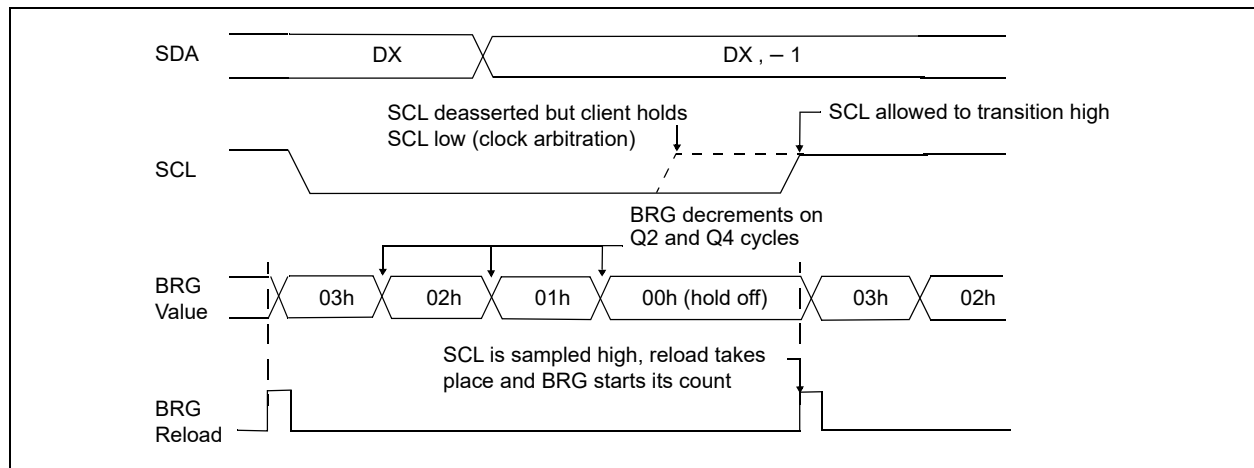 SDA
DX
DX , – 1
SCL deasserted but client holds
SCL low (clock arbitration)
SCL allowed to transition high
SCL
BRG decrements on
Q2 and Q4 cycles
BRG
Value
03h
02h
01h
00h (hold off)
03h
02h
SCL is sampled high, reload takes
place and BRG starts its count
BRG
Reload